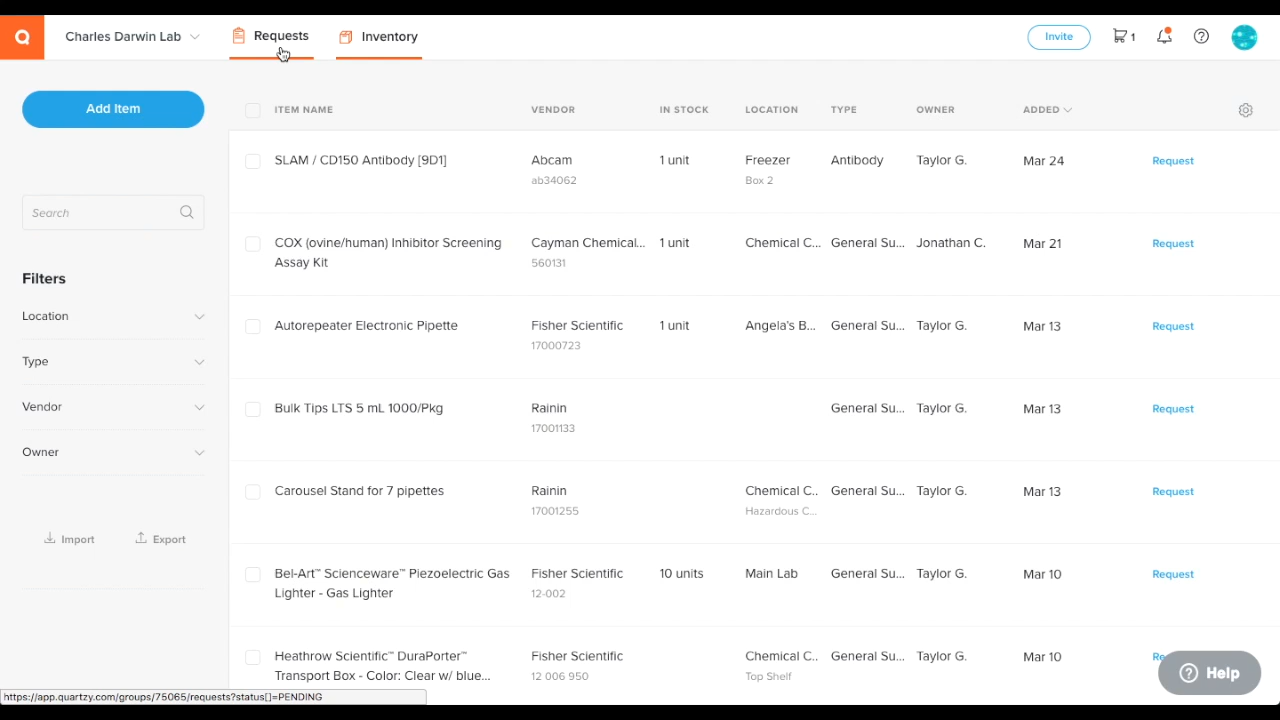 Charles Darwin Lab
Requests
Inventory
Invite
1
Add Item
Search
Filters
Location
Type
Vendor
Owner
Import Export
ITEM NAME VENDOR IN STOCK LOCATION TYPE OWNER ADDED
SLAM / CD150 Antibody [9D1] Abcam 1 unit Freezer Antibody Taylor G. Mar 24 Request
ab34062 Box 2
COX (ovine/human) Inhibitor Screening Cayman Chemical... 1 unit Chemical C... General Su... Jonathan C. Mar 21 Request
Assay Kit 560131
Autorepeater Electronic Pipette Fisher Scientific 1 unit Angela's B... General Su... Taylor G. Mar 13 Request
17000723
Bulk Tips LTS 5 mL 1000/Pkg Rainin General Su... Taylor G. Mar 13 Request
17001133
Carousel Stand for 7 pipettes Rainin Chemical C.. General Su... Taylor G. Mar 13 Request
17001255 Hazardous C...
Bel-Art™ Scienceware™ Piezoelectric Gas Fisher Scientific 10 units Main Lab General Su... Taylor G. Mar 10 Request
Lighter - Gas Lighter 12-002
Heathrow Scientific™ DuraPorter™ Fisher Scientific Chemical C.. General Su... Taylor G. Mar 10
Transport Box - Color: Clear w/ blue... 12 006 950 Top Shelf
Help
https://app.quartzy.com/groups/75065/requests?status[]=PENDING